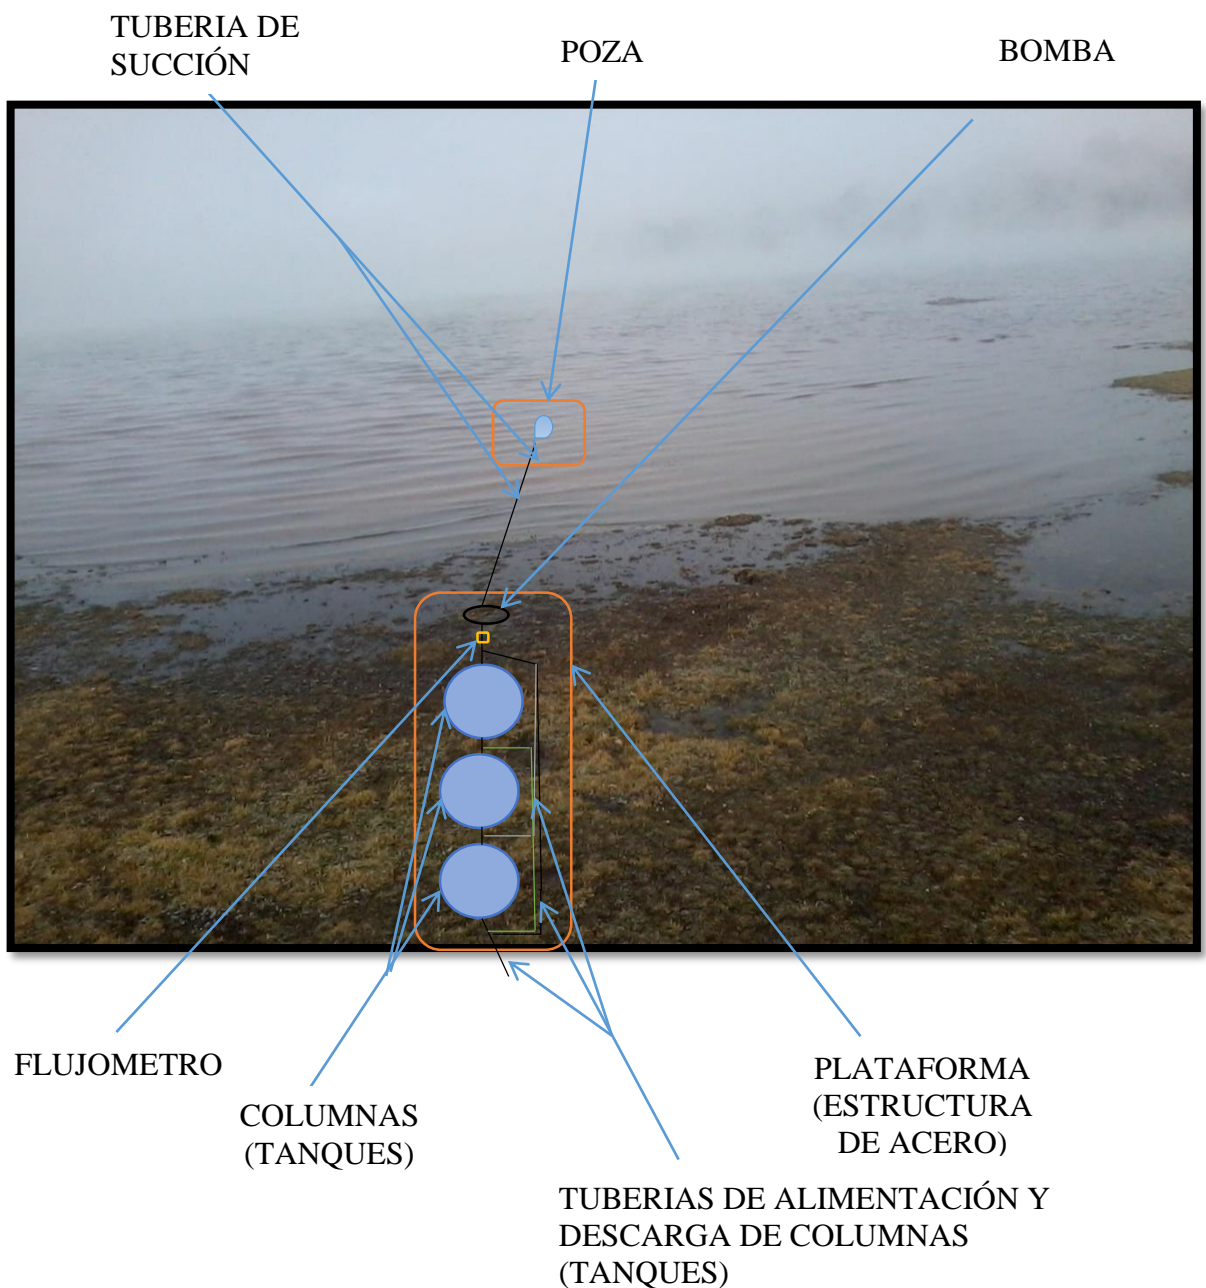 TUBERIA DE
SUCCIÓN
POZA
BOMBA
FLUJOMETRO
COLUMNAS
(TANQUES)
PLATAFORMA
(ESTRUCTURA
DE ACERO)
TUBERIAS DE ALIMENTACIÓN Y
DESCARGA DE COLUMNAS
(TANQUES)